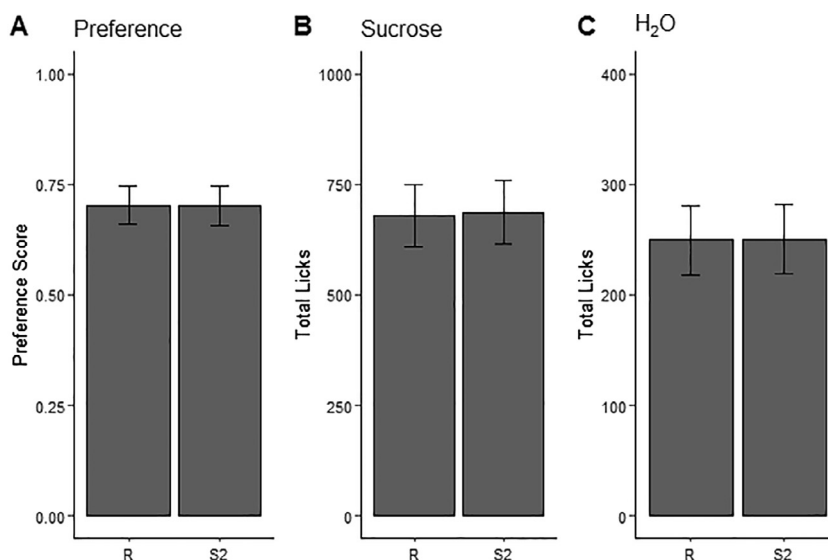 A Preference
1.00
0.75
0.50
0.25
0.00
Preference Score
R S2
B Sucrose
1000
750
500
250
0
Total Licks
R S2
C H₂O
400
300
200
100
0
Total Licks
R S2